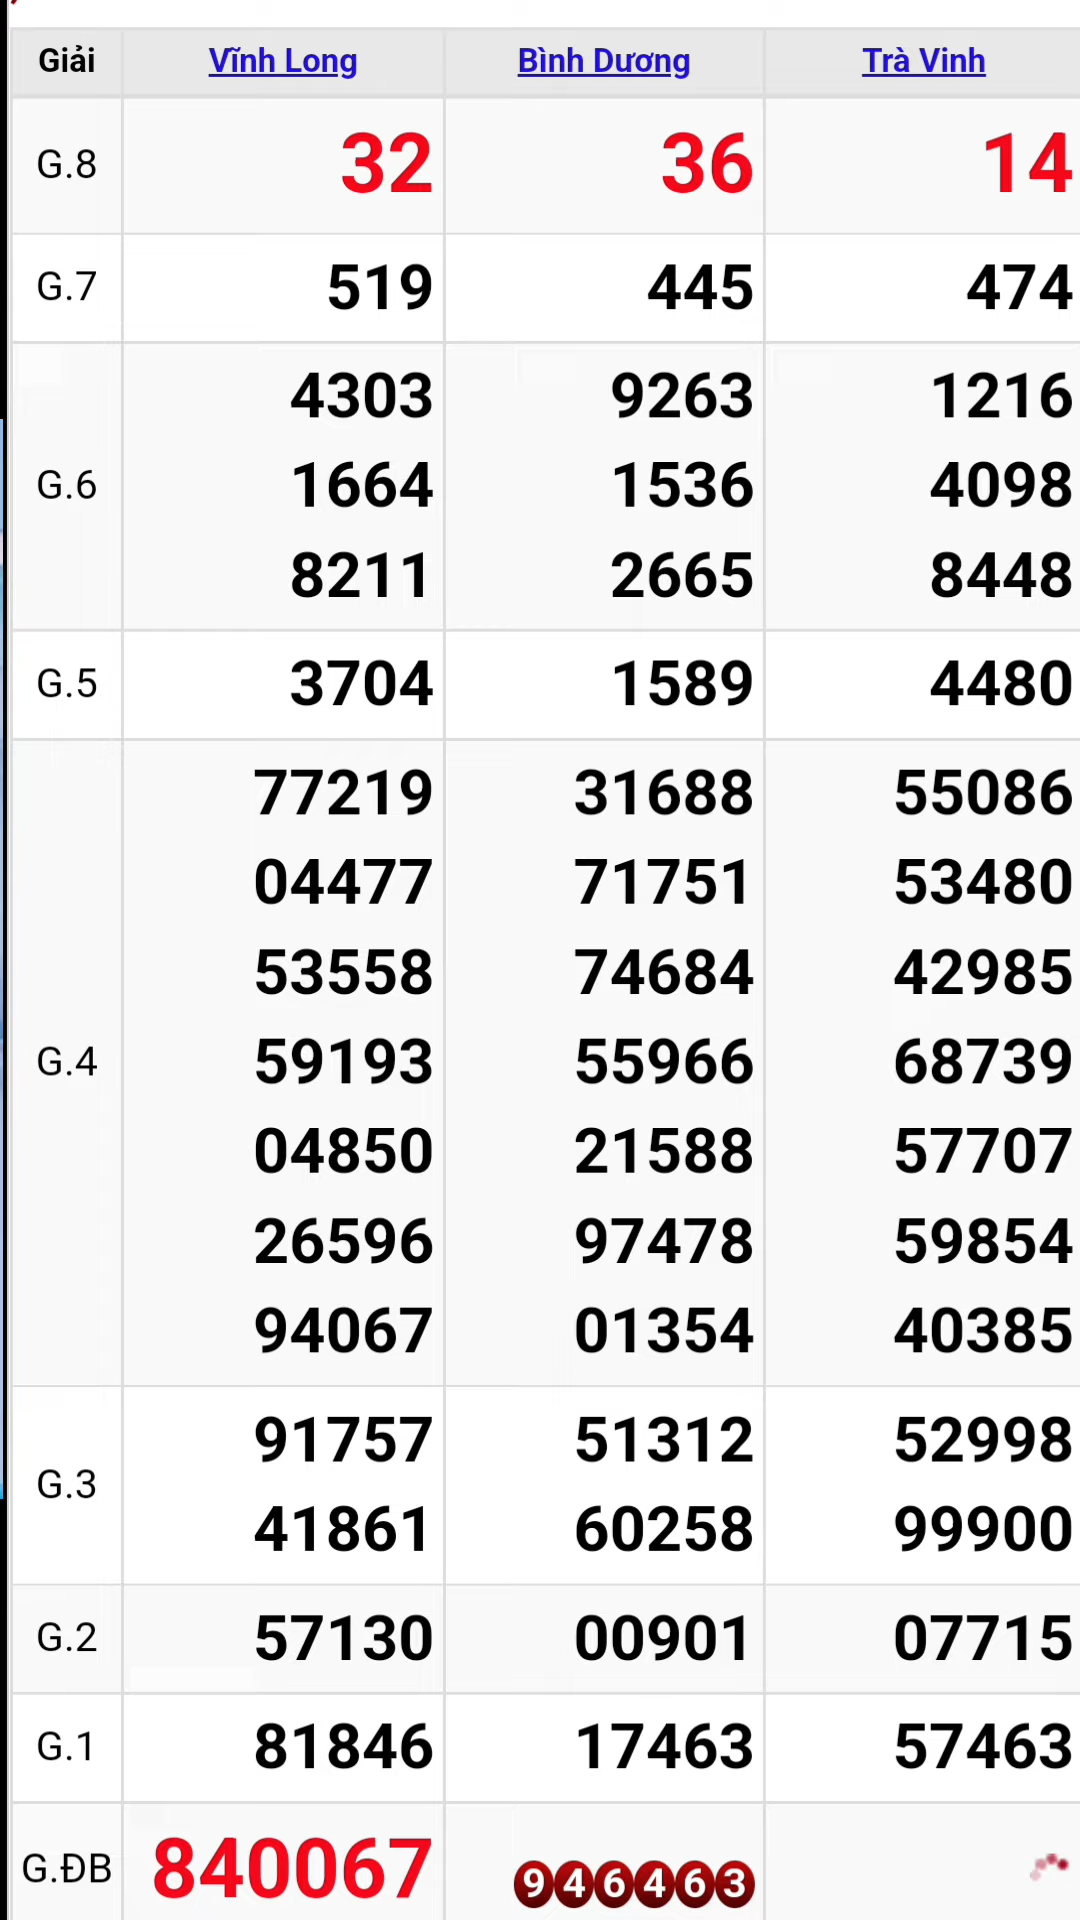 Giải Vĩnh Long Bình Dương Trà Vinh
G.8 32 36 14
G.7 519 445 474
4303 9263 1216
G.6 1664 1536 4098
8211 2665 8448
G.5 3704 1589 4480
77219 31688 55086
04477 71751 53480
53558 74684 42985
G.4 59193 55966 68739
04850 21588 57707
26596 97478 59854
94067 01354 40385
91757 51312 52998
G.3
41861 60258 99900
G.2 57130 00901 07715
G.1 81846 17463 57463
G.ĐB 840067 946463